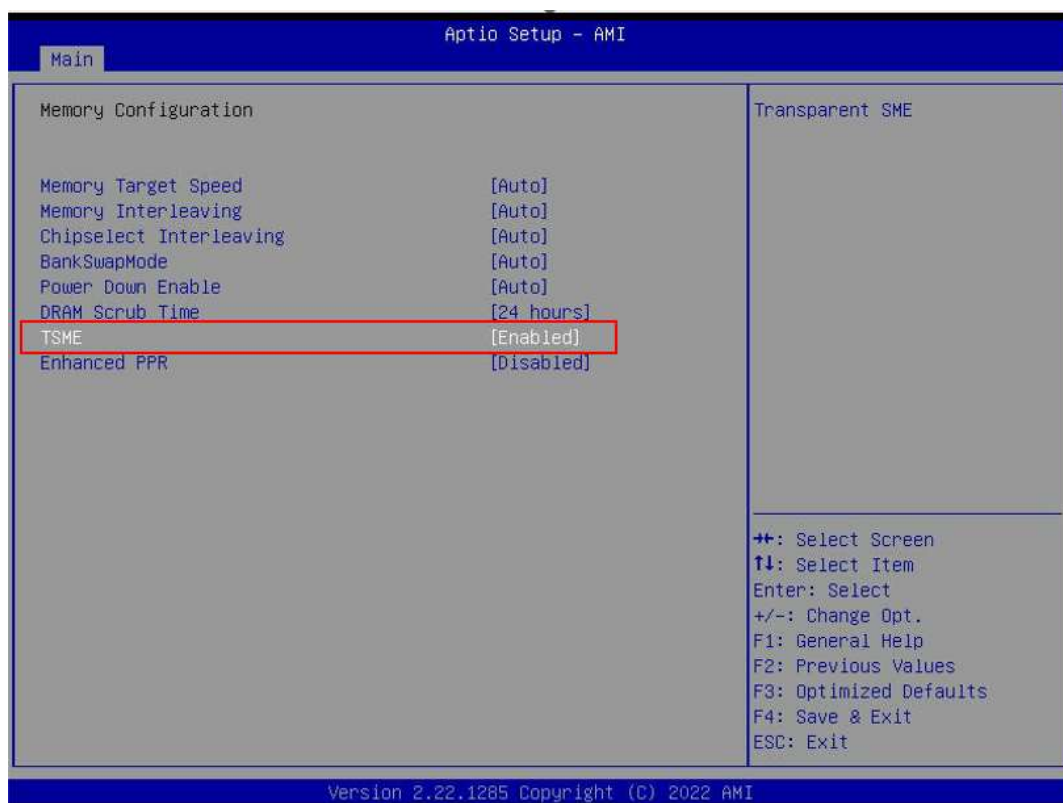 Aptio Setup – AMI
Main
Memory Configuration
Transparent SME
Memory Target Speed [Auto]
Memory Interleaving [Auto]
Chipselect Interleaving [Auto]
BankSwapMode [Auto]
Power Down Enable [Auto]
DRAM Scrub Time [24 hours]
TSME [Enabled]
Enhanced PPR [Disabled]
→←: Select Screen
↑↓: Select Item
Enter: Select
+/-: Change Opt.
F1: General Help
F2: Previous Values
F3: Optimized Defaults
F4: Save & Exit
ESC: Exit
Version 2.22.1285 Copyright (C) 2022 AMI